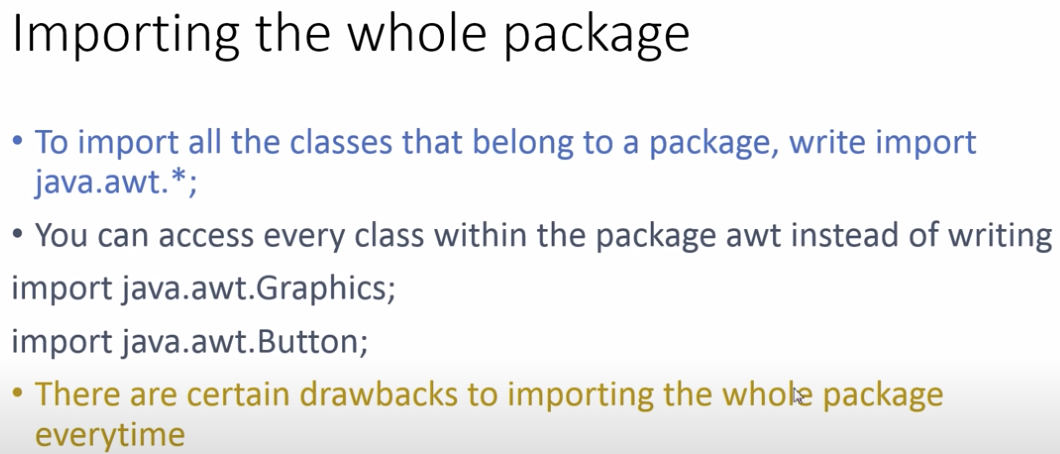 Importing the whole package
• To import all the classes that belong to a package, write import
java.awt.*;
• You can access every class within the package awt instead of writing
import java.awt.Graphics;
import java.awt.Button;
• There are certain drawbacks to importing the whole package
everytime